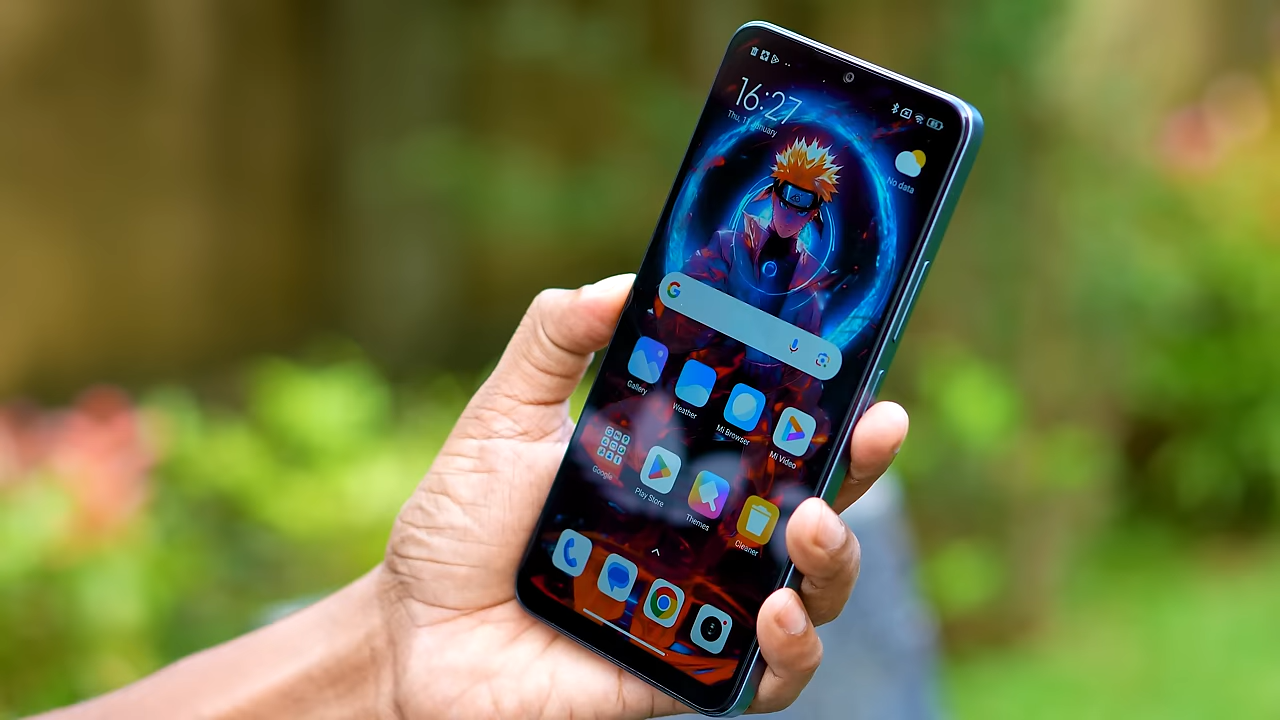 16:27
Thu, 11 January
No data
Gallery
Weather
Mi Browser
Mi Video
Google
Play Store
Themes
Cleaner